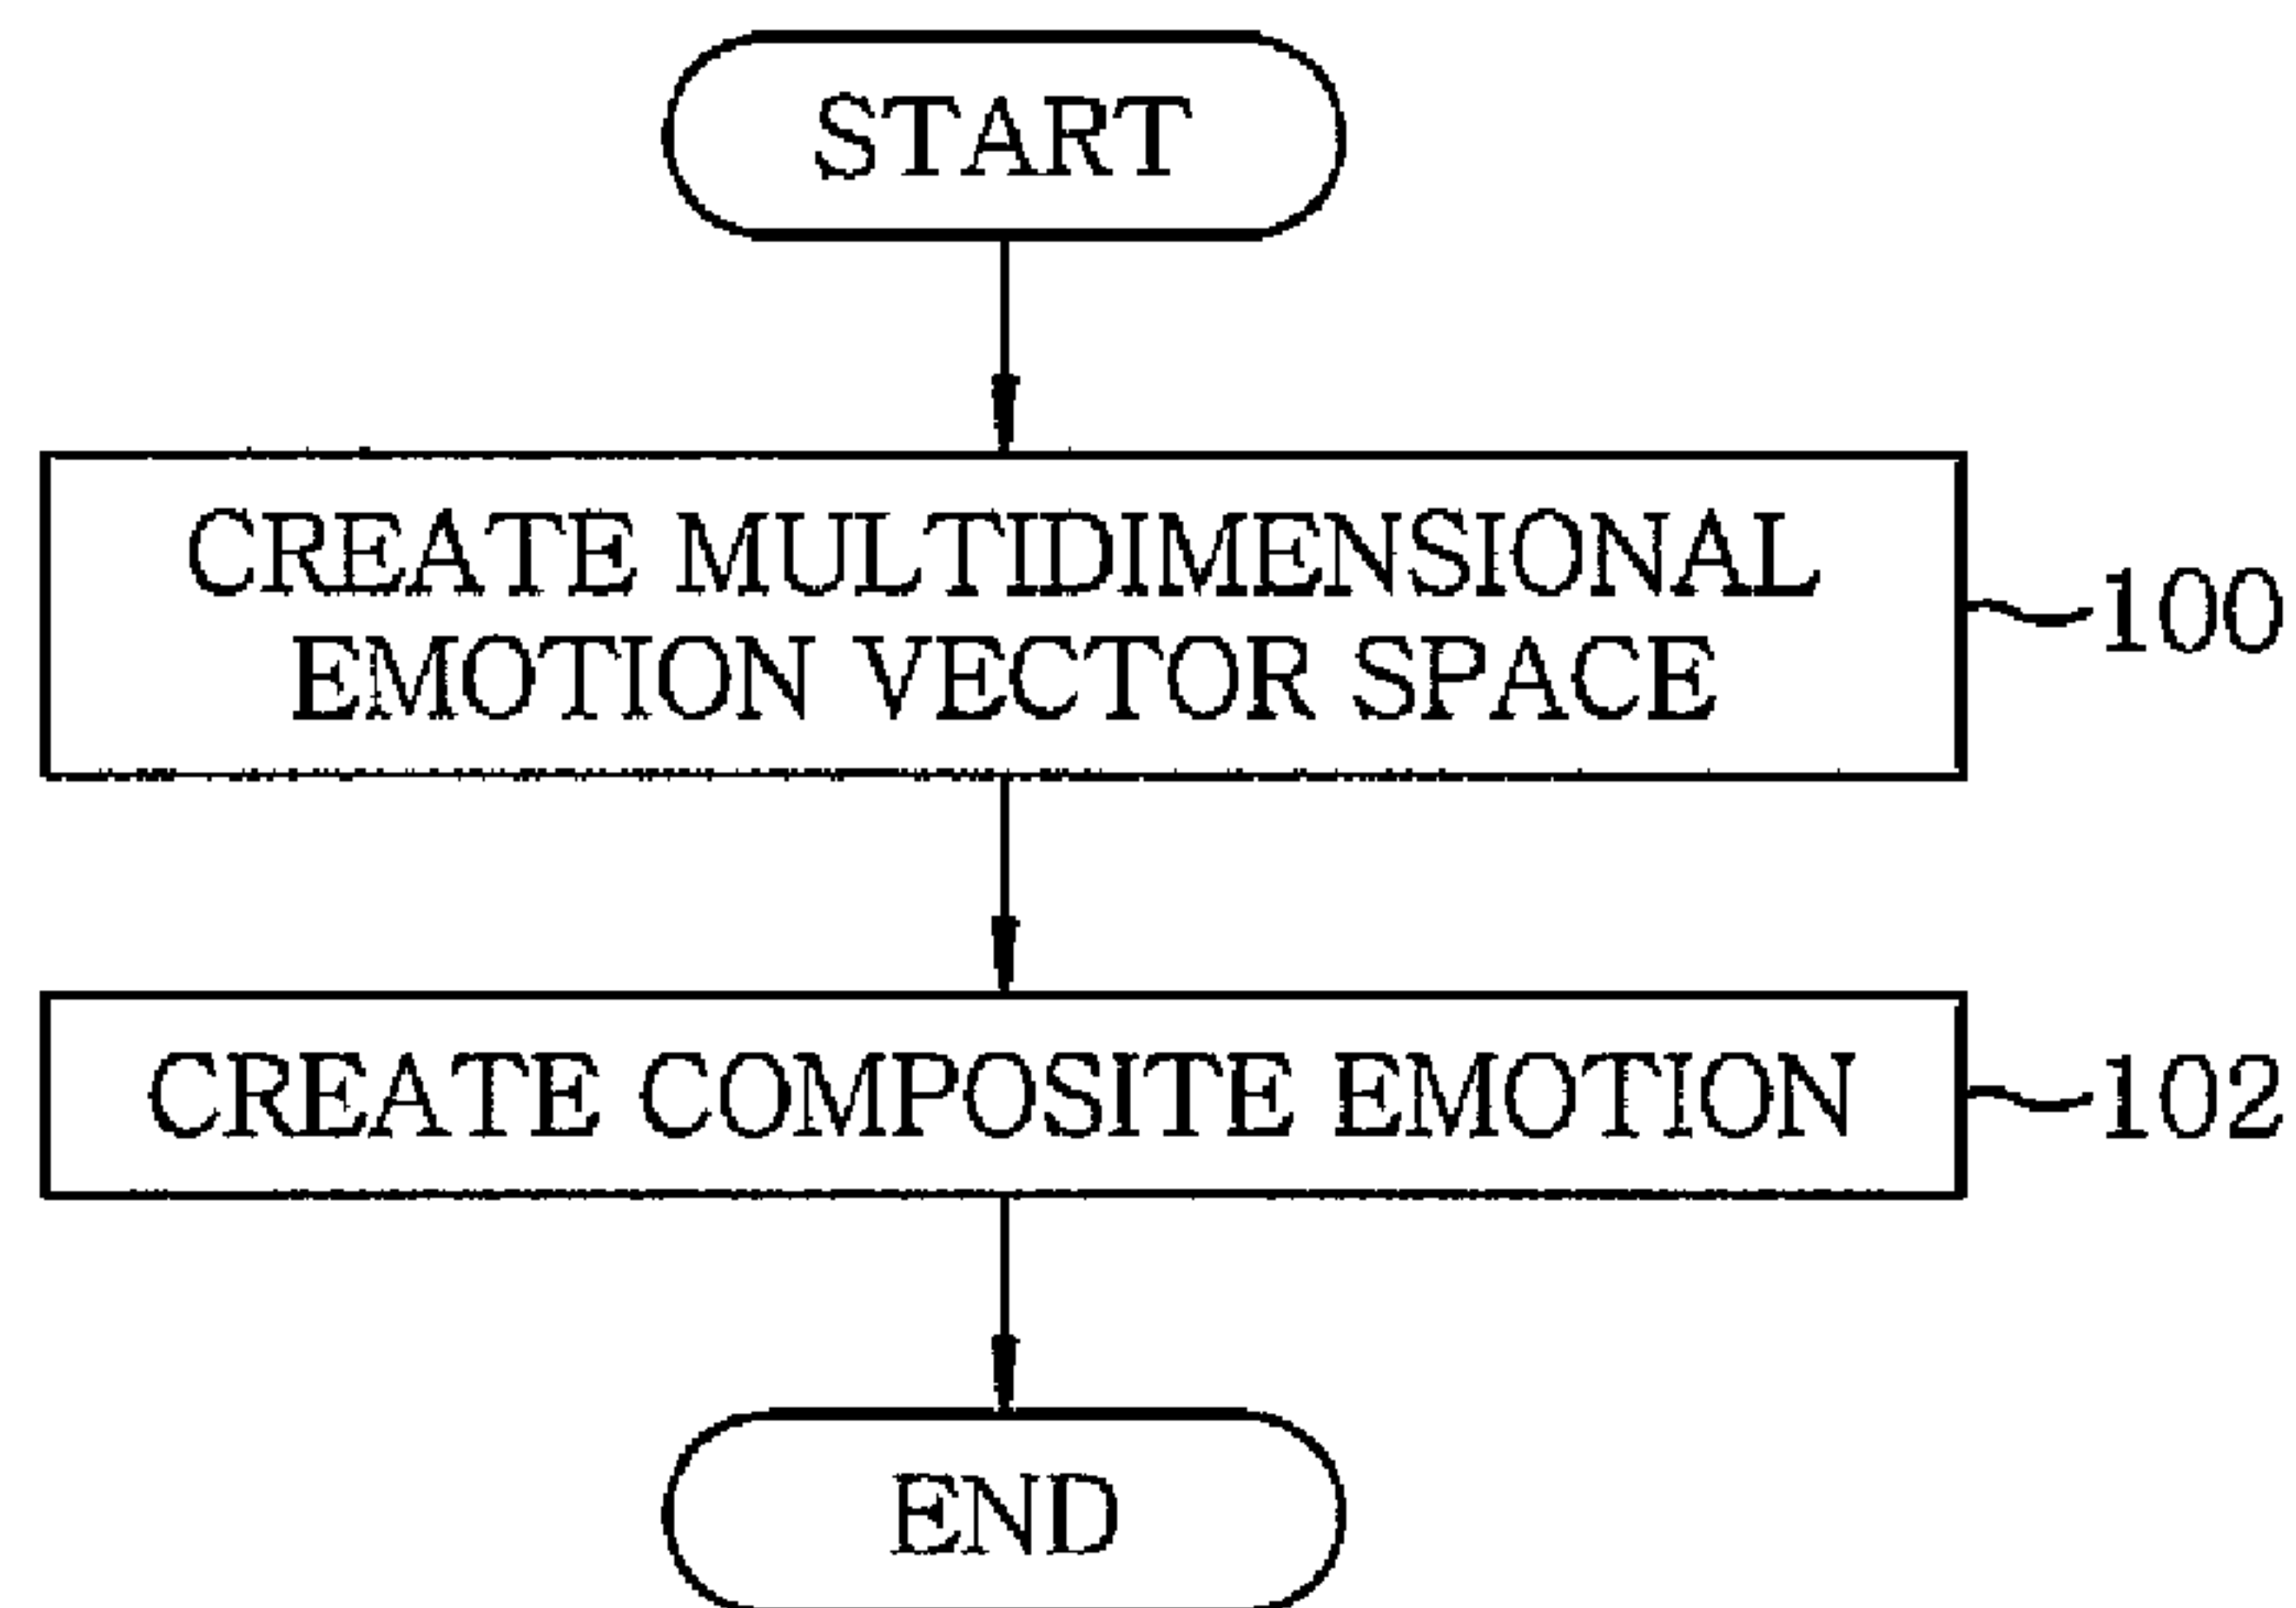 START
CREATE MULTIDIMENSIONAL
EMOTION VECTOR SPACE
100
CREATE COMPOSITE EMOTION
102
END